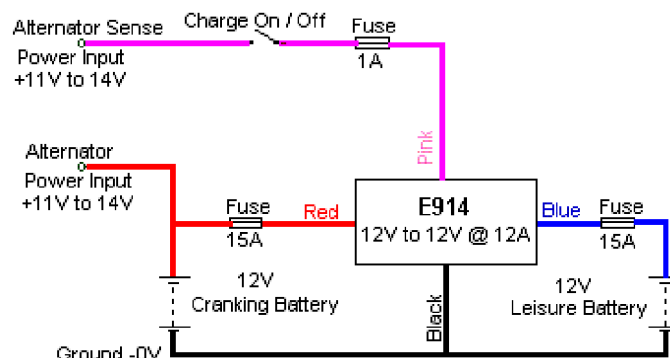 Alternator Sense
Power Input
+11V to 14V
Charge On / Off
Fuse
1A
Pink
Alternator
Power Input
+11V to 14V
Fuse
15A
Red
E914
12V to 12V @ 12A
Blue
Fuse
15A
12V
Cranking Battery
Black
12V
Leisure Battery
Ground -0V